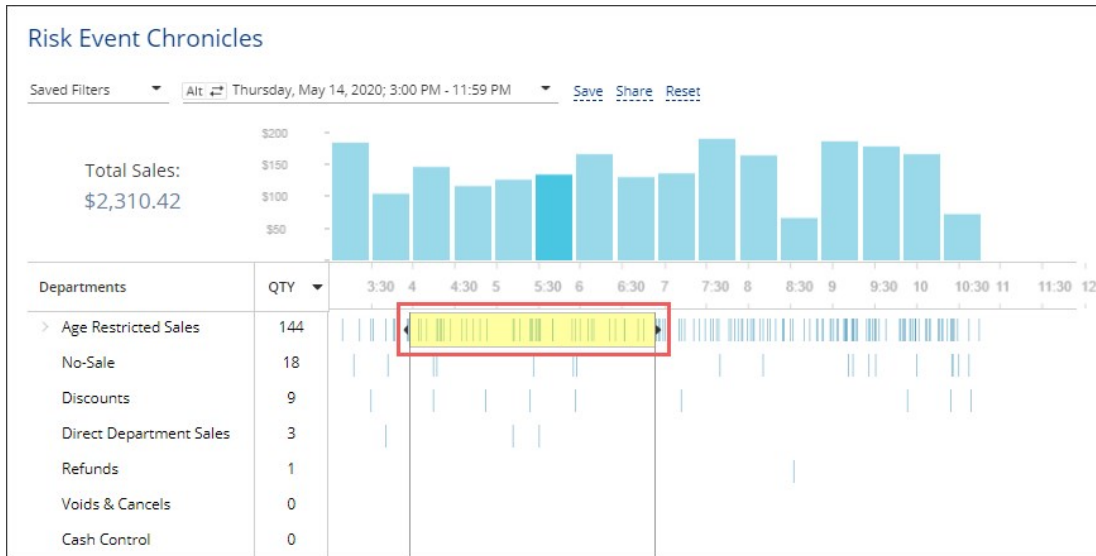 Risk Event Chronicles
Saved Filters Alt Thursday, May 14, 2020; 3:00 PM - 11:59 PM Save Share Reset
$200
Total Sales:
$150
$2,310.42
$100
$50
Departments QTY 3:30 4 4:30 5 5:30 6 6:30 7 7:30 8 8:30 9 9:30 10 10:30 11 11:30 12
Age Restricted Sales 144
No-Sale 18
Discounts 9
Direct Department Sales 3
Refunds 1
Voids & Cancels 0
Cash Control 0